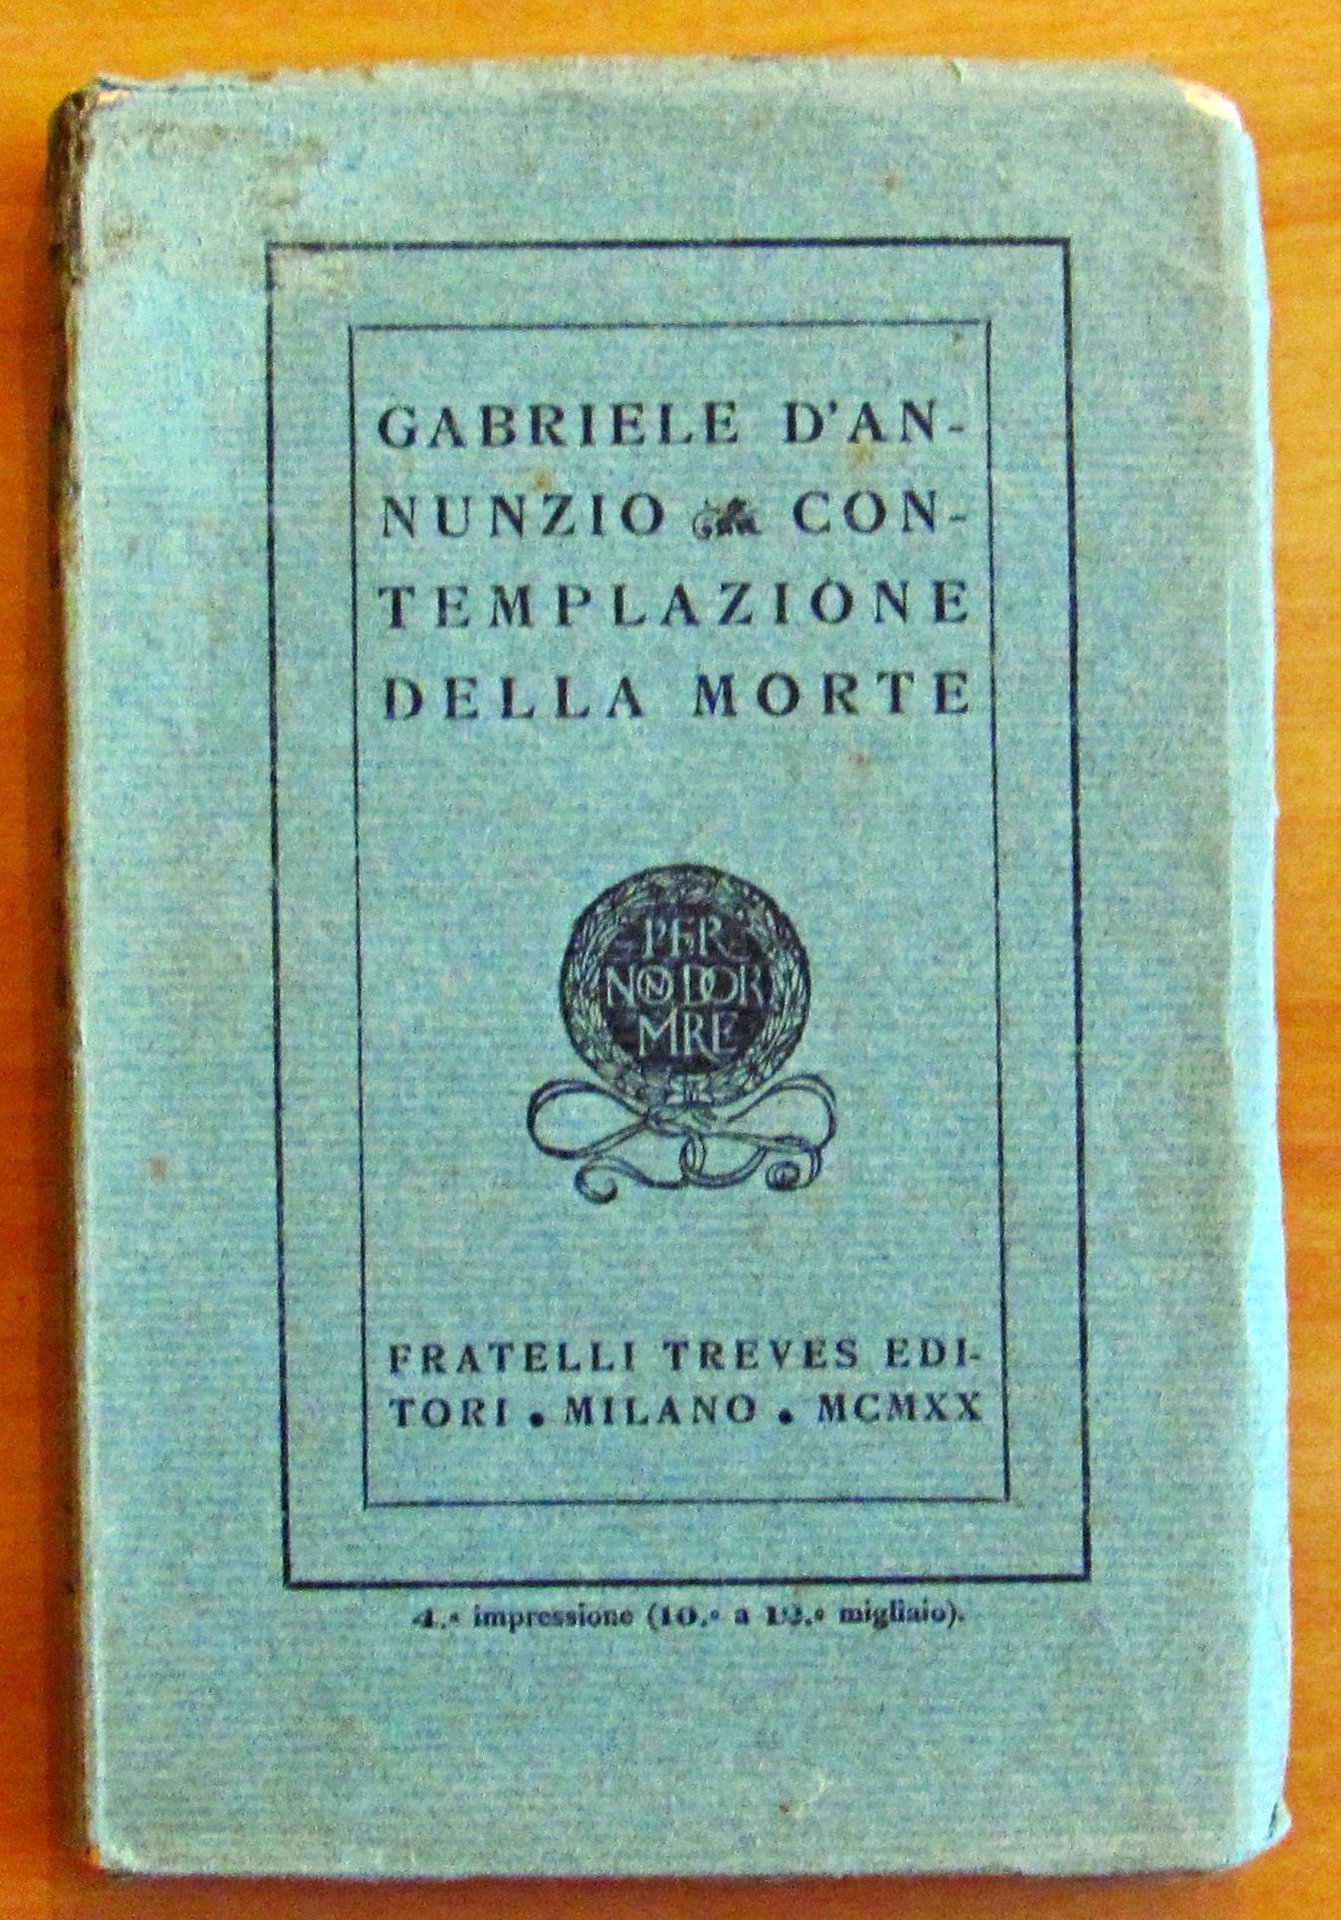 GABRIELE D'AN-
NUNZIO CON-
TEMPLAZIONE
DELLA MORTE
PER
NON DOR
MIRE
FRATELLI TREVES EDI-
TORI • MILANO • MCMXX
4.ª impressione (10.º a 12.º migliaio).